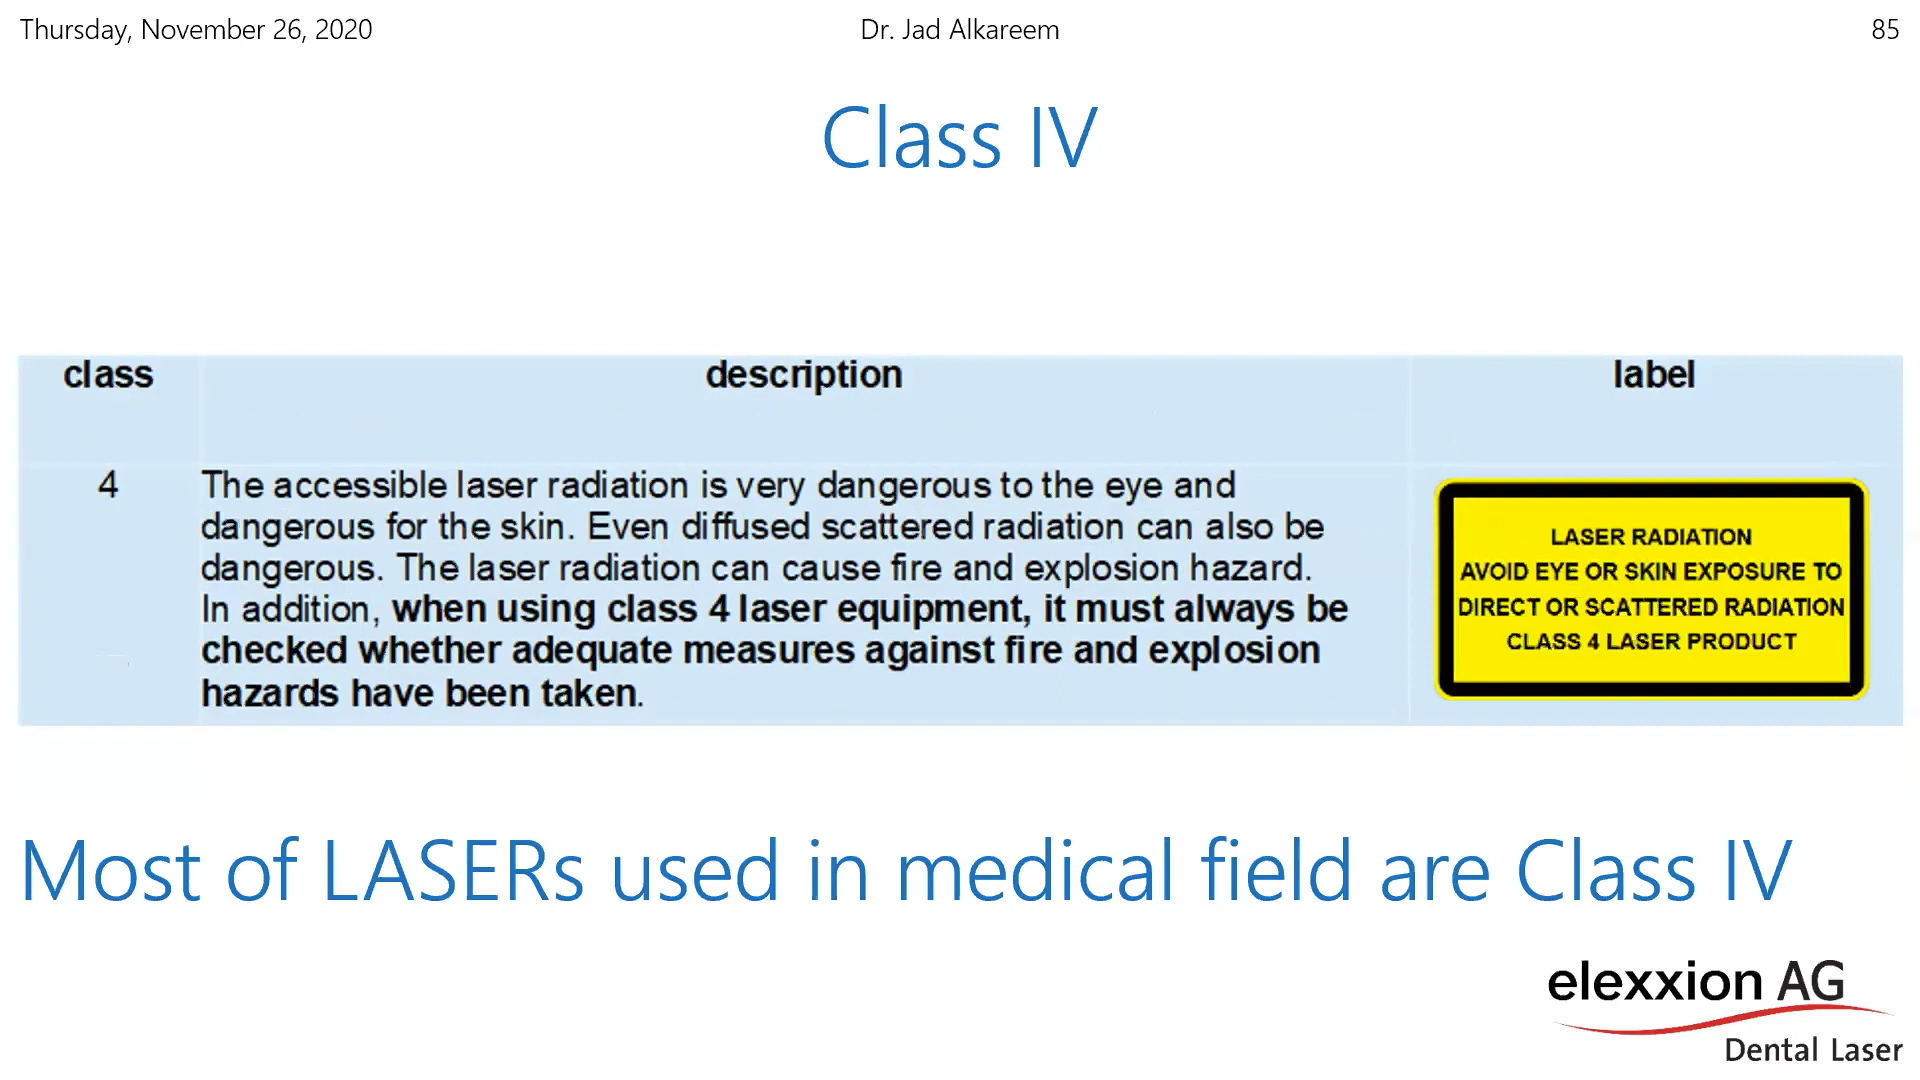 Thursday, November 26, 2020
Dr. Jad Alkareem
85
Class IV
class
description
label
4
The accessible laser radiation is very dangerous to the eye and
dangerous for the skin. Even diffused scattered radiation can also be
dangerous. The laser radiation can cause fire and explosion hazard.
In addition, when using class 4 laser equipment, it must always be
checked whether adequate measures against fire and explosion
hazards have been taken.
LASER RADIATION
AVOID EYE OR SKIN EXPOSURE TO
DIRECT OR SCATTERED RADIATION
CLASS 4 LASER PRODUCT
Most of LASERs used in medical field are Class IV
elexxion AG
Dental Laser